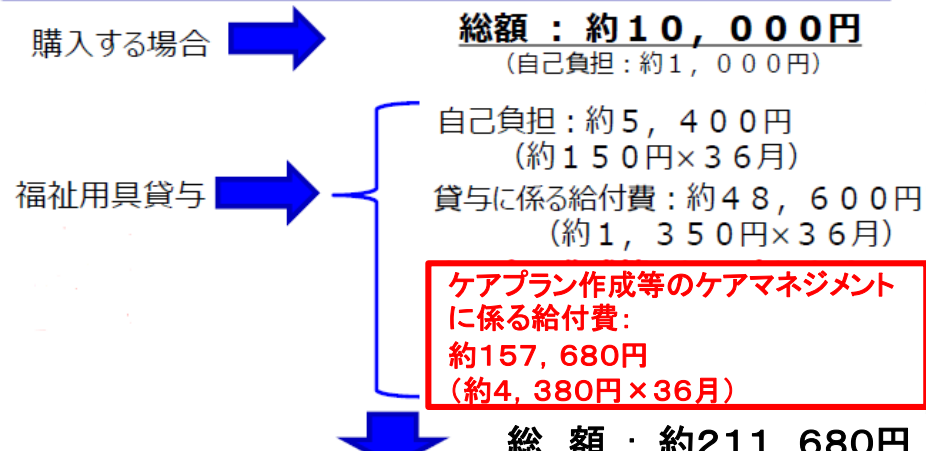 購入する場合
総額 : 約10, 000円
(自己負担:約1, 000円)
自己負担:約5, 400円
(約150円×36月)
福祉用具貸与
貸与に係る給付費:約48, 600円
(約1, 350円×36月)
ケアプラン作成等のケアマネジメント
に係る給付費:
約157, 680円
(約4, 380円×36月)
総 額 : 約211, 680円